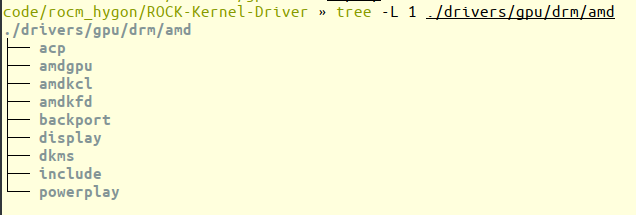 code/rocm_hygon/ROCK-Kernel-Driver » tree -L 1 ./drivers/gpu/drm/amd
./drivers/gpu/drm/amd
├── acp
├── amdgpu
├── amdkcl
├── amdkfd
├── backport
├── display
├── dkms
├── include
└── powerplay